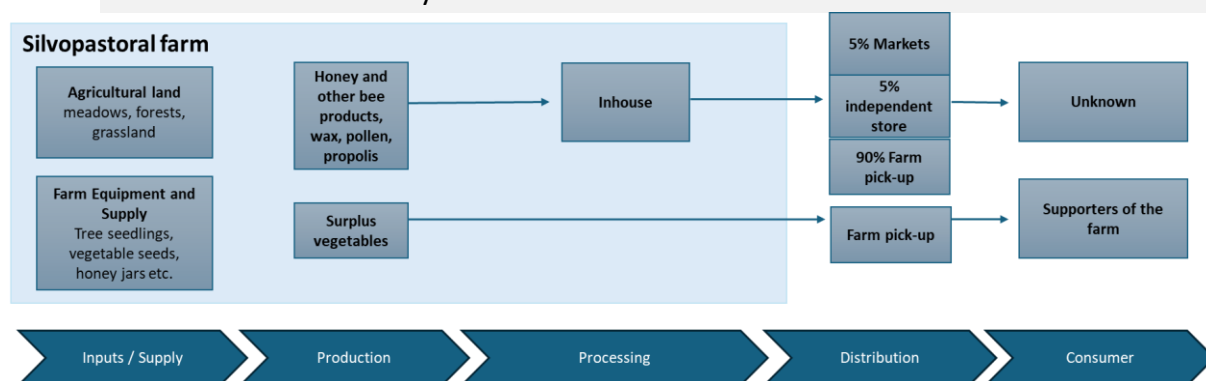 Silvopastoral farm
Agricultural land
meadows, forests,
grassland
Farm Equipment and
Supply
Tree seedlings,
vegetable seeds,
honey jars etc.
Honey and
other bee
products,
wax, pollen,
propolis
Surplus
vegetables
Inhouse
5% Markets
5%
independent
store
90% Farm
pick-up
Farm pick-up
Unknown
Supporters of the
farm
Inputs / Supply
Production
Processing
Distribution
Consumer